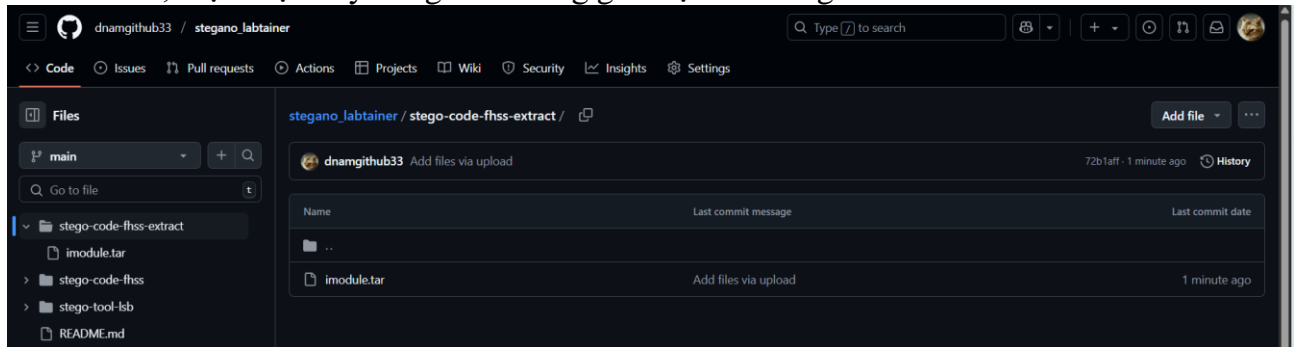 dnamgithub33 / stegano_labtainer
Type / to search
Code Issues Pull requests Actions Projects Wiki Security Insights Settings
Files
stegano_labtainer / stego-code-fhss-extract /
Add file
main
dnamgithub33 Add files via upload
72b1aff · 1 minute ago History
Go to file t
Name Last commit message Last commit date
stego-code-fhss-extract
..
imodule.tar
imodule.tar Add files via upload 1 minute ago
stego-code-fhss
stego-tool-lsb
README.md